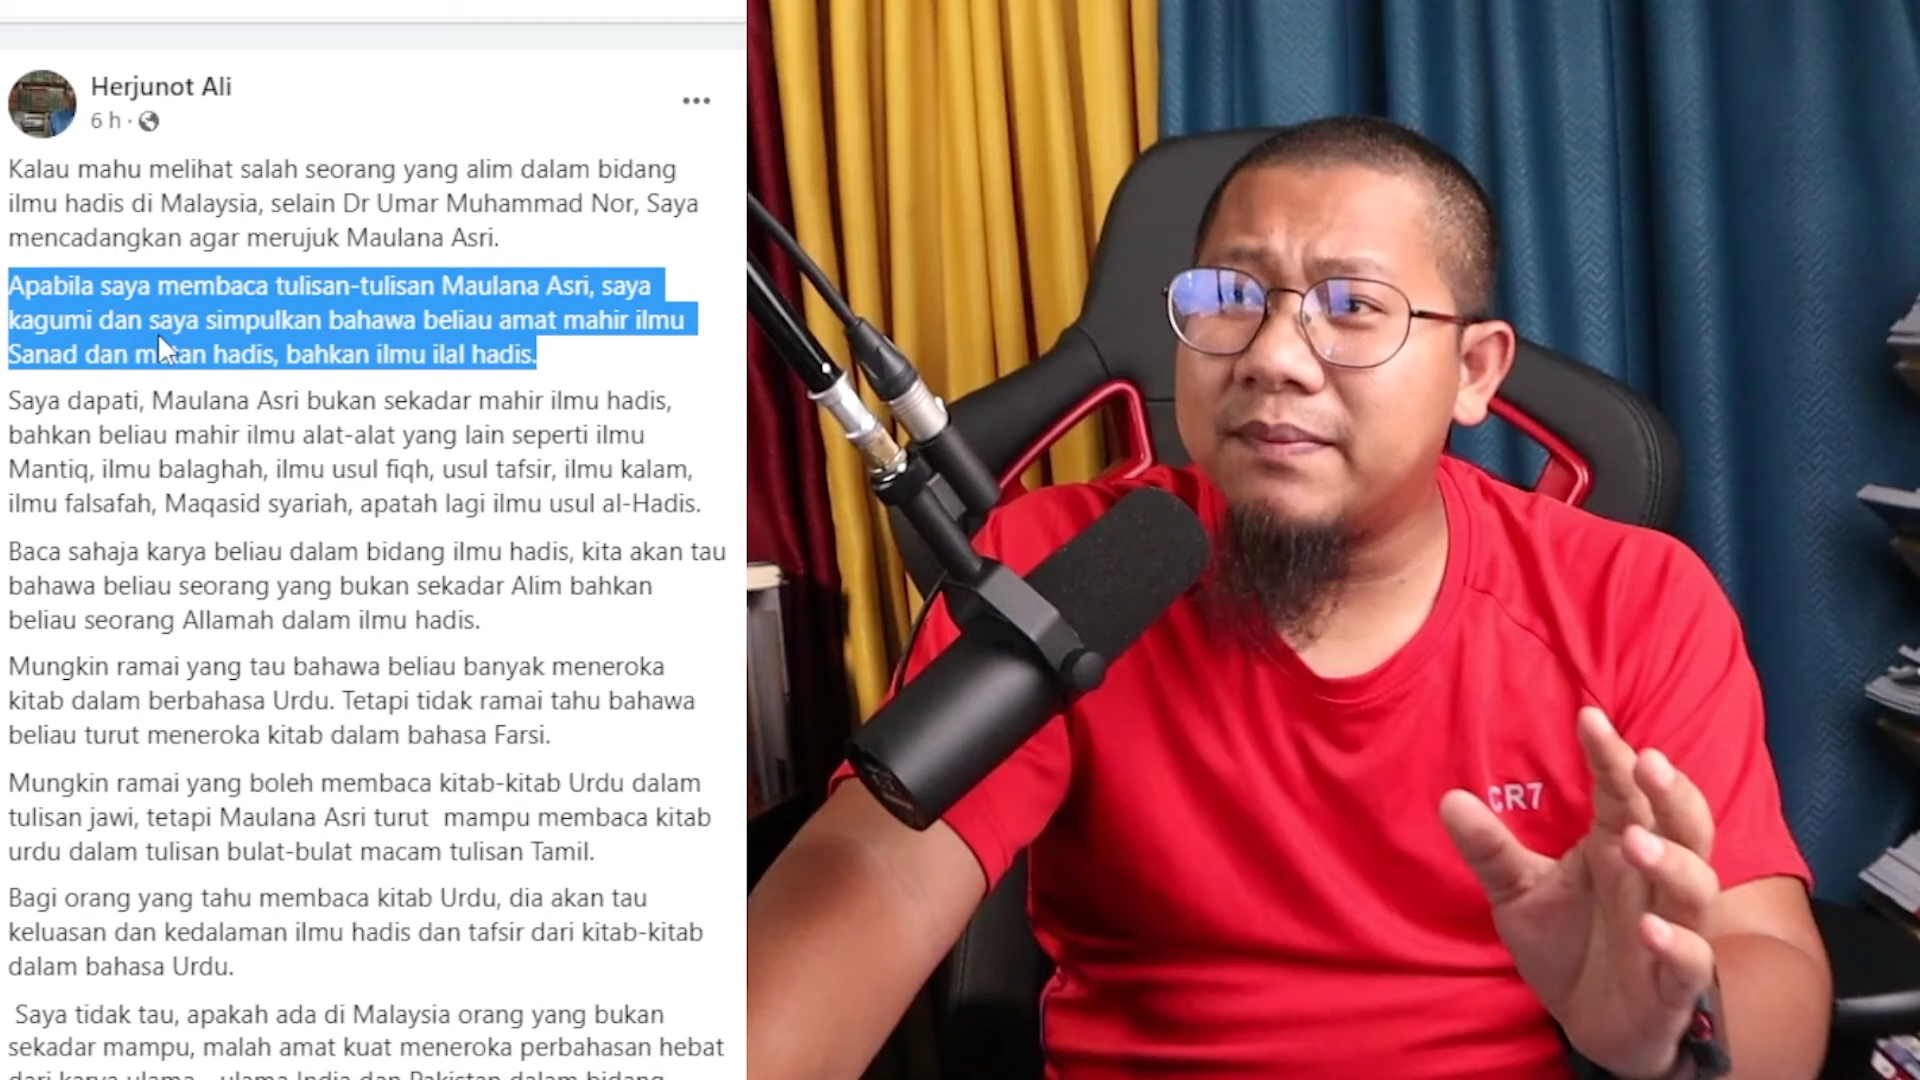 Herjunot Ali
6 h ·
Kalau mahu melihat salah seorang yang alim dalam bidang
ilmu hadis di Malaysia, selain Dr Umar Muhammad Nor, Saya
mencadangkan agar merujuk Maulana Asri.
Apabila saya membaca tulisan-tulisan Maulana Asri, saya
kagumi dan saya simpulkan bahawa beliau amat mahir ilmu
Sanad dan matan hadis, bahkan ilmu ilal hadis.
Saya dapati, Maulana Asri bukan sekadar mahir ilmu hadis,
bahkan beliau mahir ilmu alat-alat yang lain seperti ilmu
Mantiq, ilmu balaghah, ilmu usul fiqh, usul tafsir, ilmu kalam,
ilmu falsafah, Maqasid syariah, apatah lagi ilmu usul al-Hadis.
Baca sahaja karya beliau dalam bidang ilmu hadis, kita akan tau
bahawa beliau seorang yang bukan sekadar Alim bahkan
beliau seorang Allamah dalam ilmu hadis.
Mungkin ramai yang tau bahawa beliau banyak meneroka
kitab dalam berbahasa Urdu. Tetapi tidak ramai tahu bahawa
beliau turut meneroka kitab dalam bahasa Farsi.
Mungkin ramai yang boleh membaca kitab-kitab Urdu dalam
tulisan jawi, tetapi Maulana Asri turut  mampu membaca kitab
urdu dalam tulisan bulat-bulat macam tulisan Tamil.
Bagi orang yang tahu membaca kitab Urdu, dia akan tau
keluasan dan kedalaman ilmu hadis dan tafsir dari kitab-kitab
dalam bahasa Urdu.
Saya tidak tau, apakah ada di Malaysia orang yang bukan
sekadar mampu, malah amat kuat meneroka perbahasan hebat
dari karya ulama - ulama India dan Pakistan dalam bidang
CR7